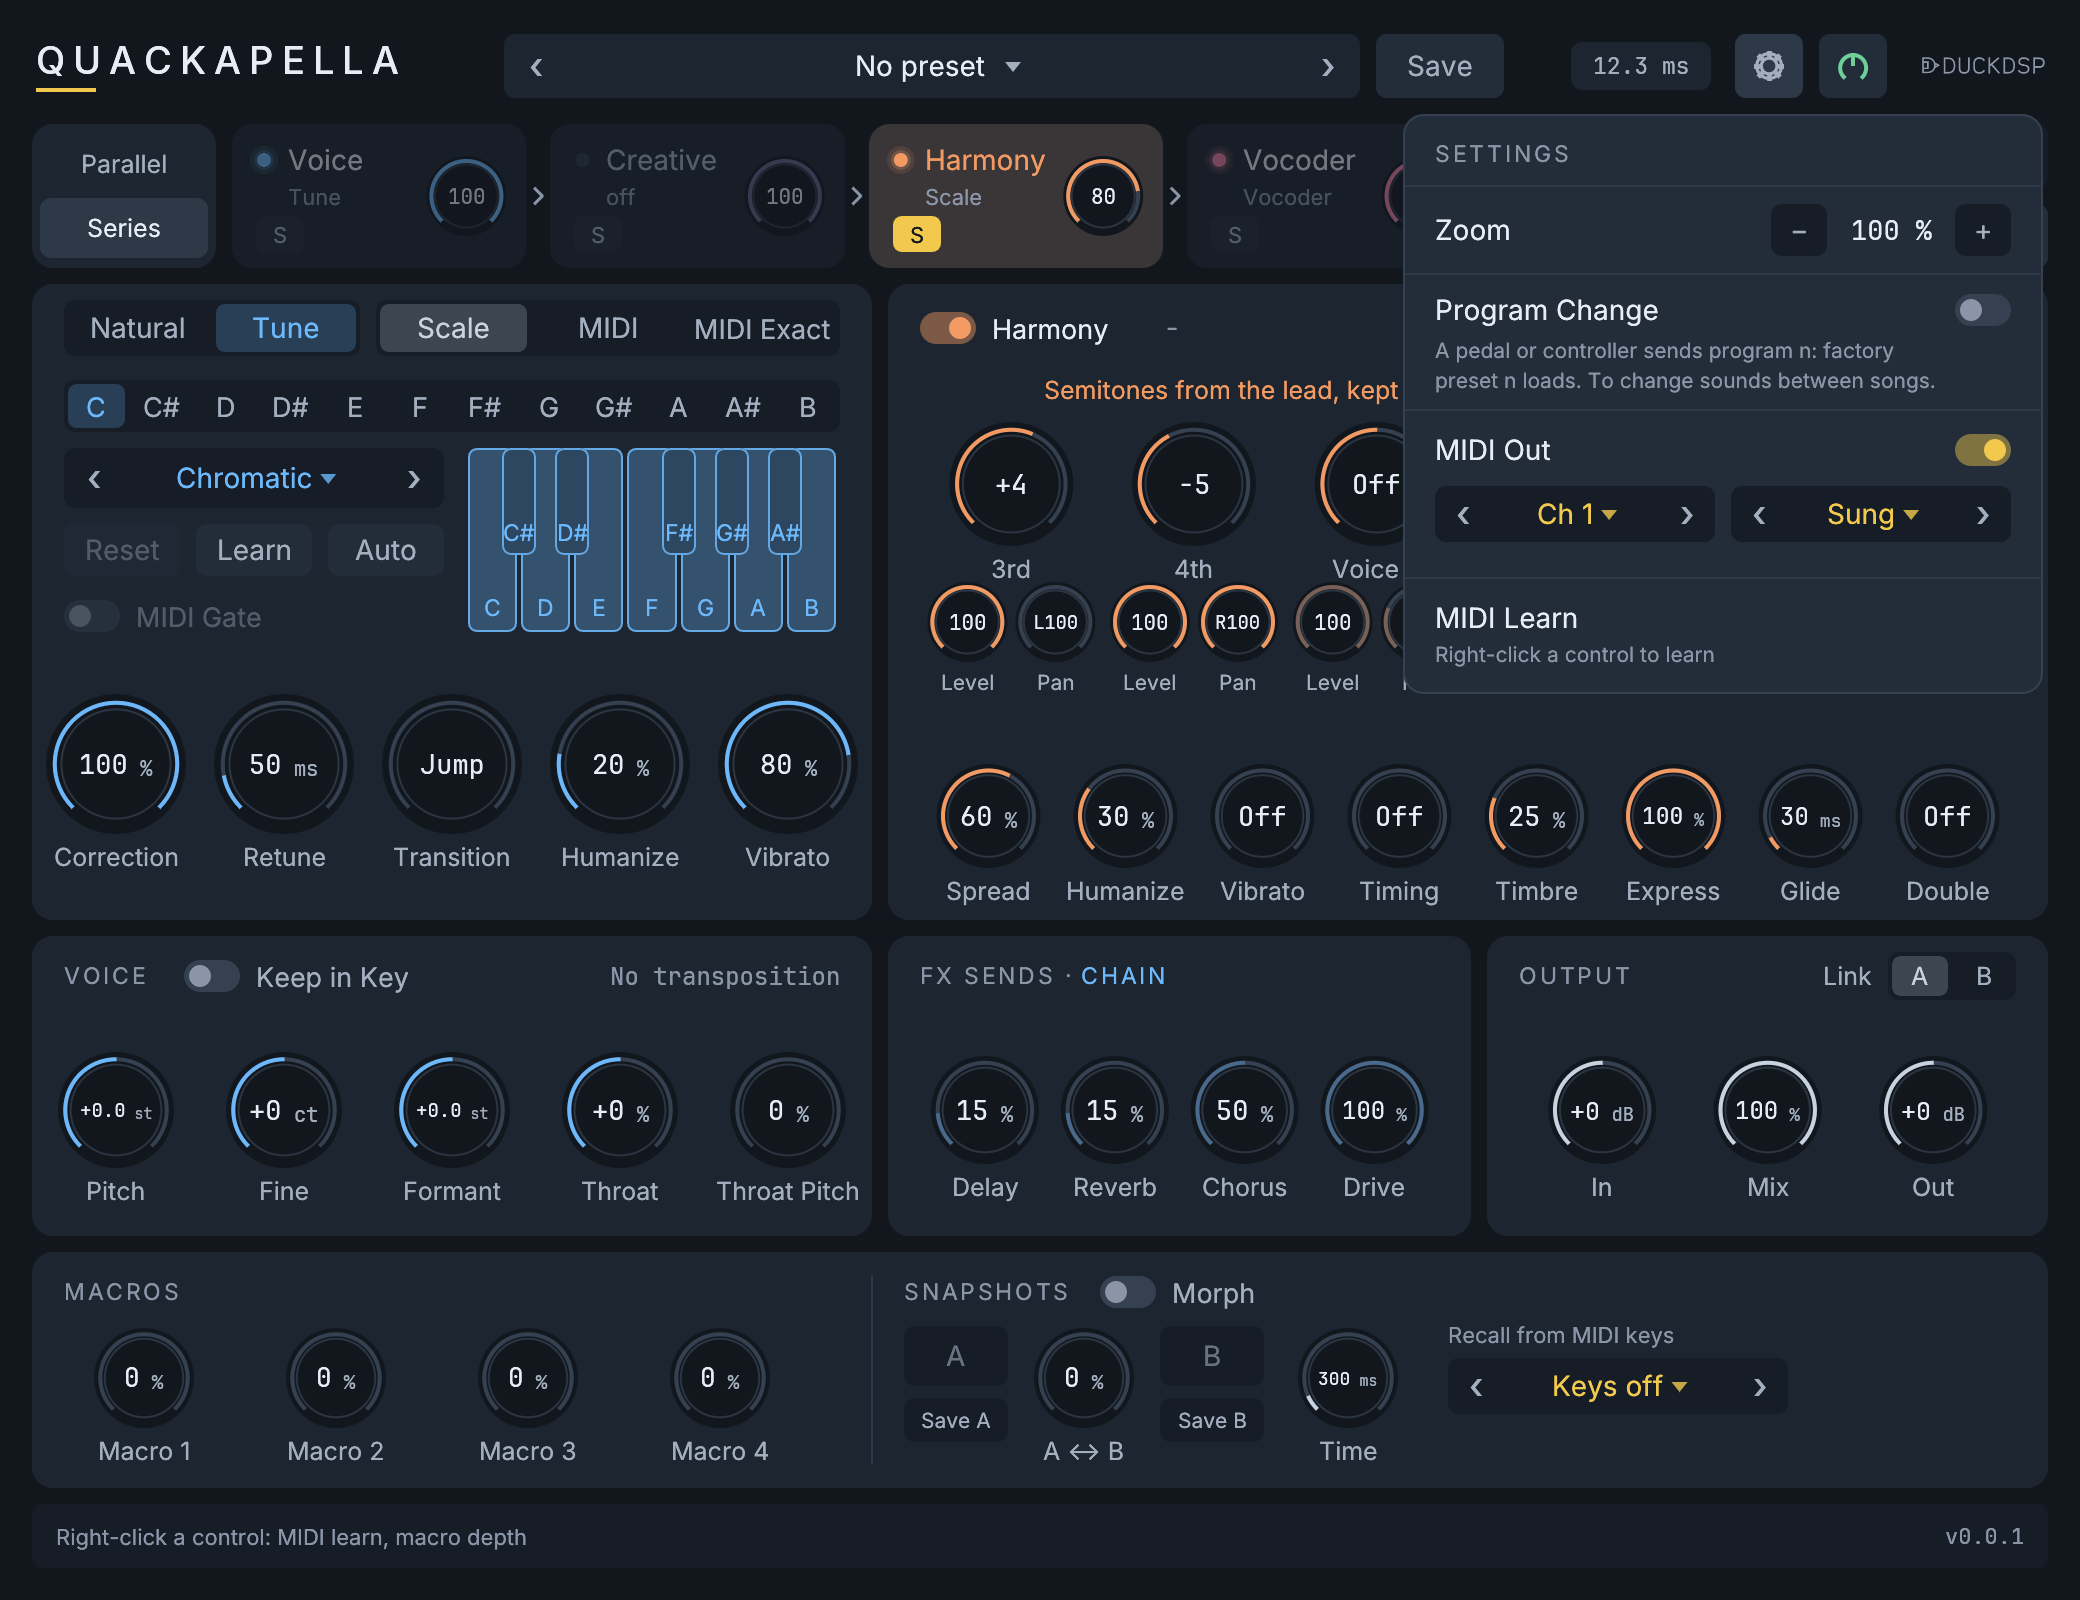 QUACKAPELLA
No preset
Save
12.3 ms
DUCKDSP
Parallel
Series
Voice
Tune
S
100
Creative
off
S
100
Harmony
Scale
S
80
Vocoder
Vocoder
S
SETTINGS
Zoom
− 100 % +
Program Change
A pedal or controller sends program n: factory
preset n loads. To change sounds between songs.
MIDI Out
Ch 1
Sung
MIDI Learn
Right-click a control to learn
Natural Tune Scale MIDI MIDI Exact
C C# D D# E F F# G G# A A# B
Chromatic
Reset Learn Auto
MIDI Gate
C# D# F# G# A#
C D E F G A B
100 % 50 ms Jump 20 % 80 %
Correction Retune Transition Humanize Vibrato
Harmony -
Semitones from the lead, kept
+4 -5 Off
3rd 4th Voice
100 L100 100 R100 100
Level Pan Level Pan Level
60 % 30 % Off Off 25 % 100 % 30 ms Off
Spread Humanize Vibrato Timing Timbre Express Glide Double
VOICE Keep in Key No transposition
+0.0 st +0 ct +0.0 st +0 % 0 %
Pitch Fine Formant Throat Throat Pitch
FX SENDS · CHAIN
15 % 15 % 50 % 100 %
Delay Reverb Chorus Drive
OUTPUT Link A B
+0 dB 100 % +0 dB
In Mix Out
MACROS
0 % 0 % 0 % 0 %
Macro 1 Macro 2 Macro 3 Macro 4
SNAPSHOTS Morph
A 0 % B 300 ms
Save A Save B
A ↔ B Time
Recall from MIDI keys
Keys off
Right-click a control: MIDI learn, macro depth
v0.0.1